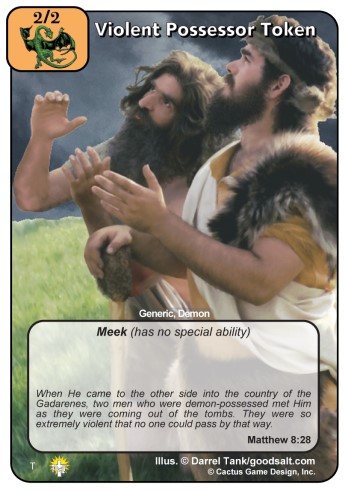 2/2
Violent Possessor Token
Generic, Demon
Meek (has no special ability)
When He came to the other side into the country of the
Gadarenes, two men who were demon-possessed met Him
as they were coming out of the tombs. They were so
extremely violent that no one could pass by that way.
Matthew 8:28
T
Illus. © Darrel Tank/goodsalt.com
© Cactus Game Design, Inc.